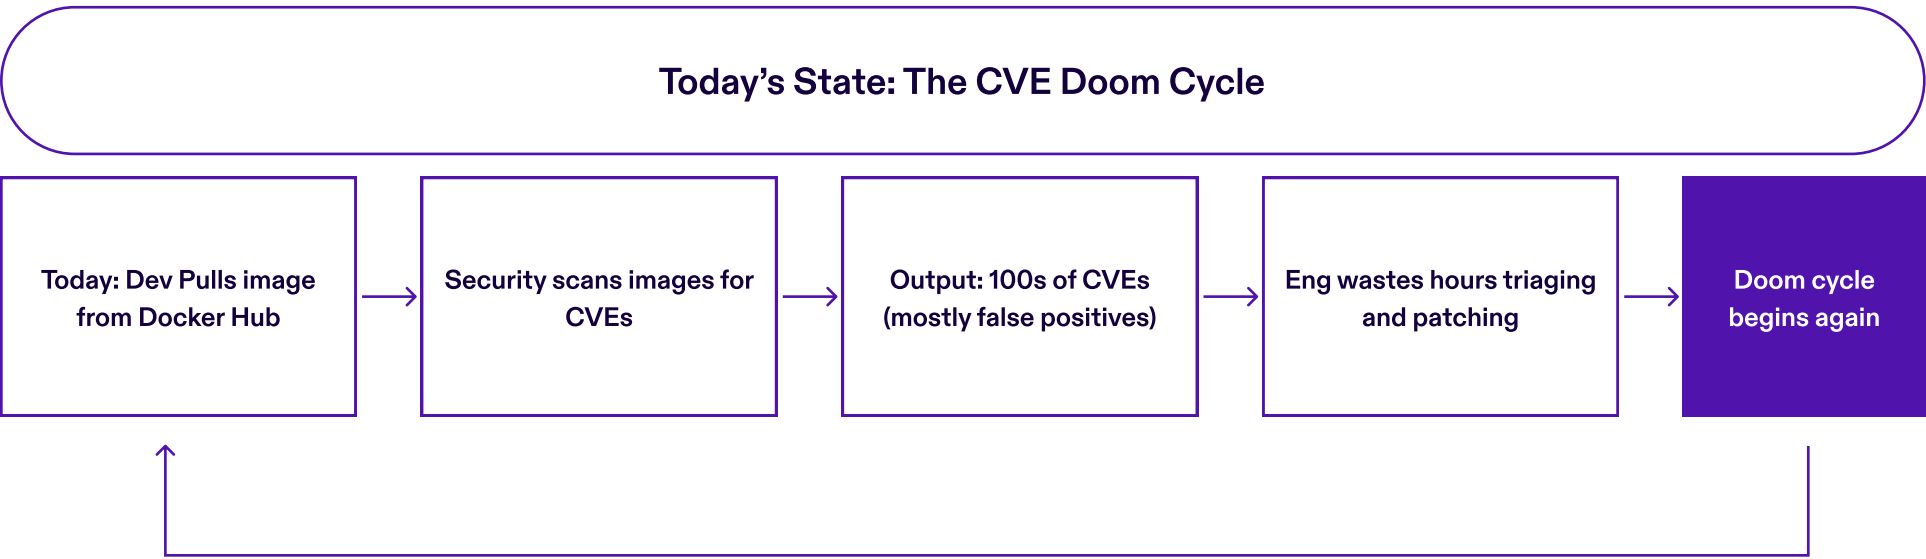 Today’s State: The CVE Doom Cycle
Today: Dev Pulls image
from Docker Hub
Security scans images for
CVEs
Output: 100s of CVEs
(mostly false positives)
Eng wastes hours triaging
and patching
Doom cycle
begins again